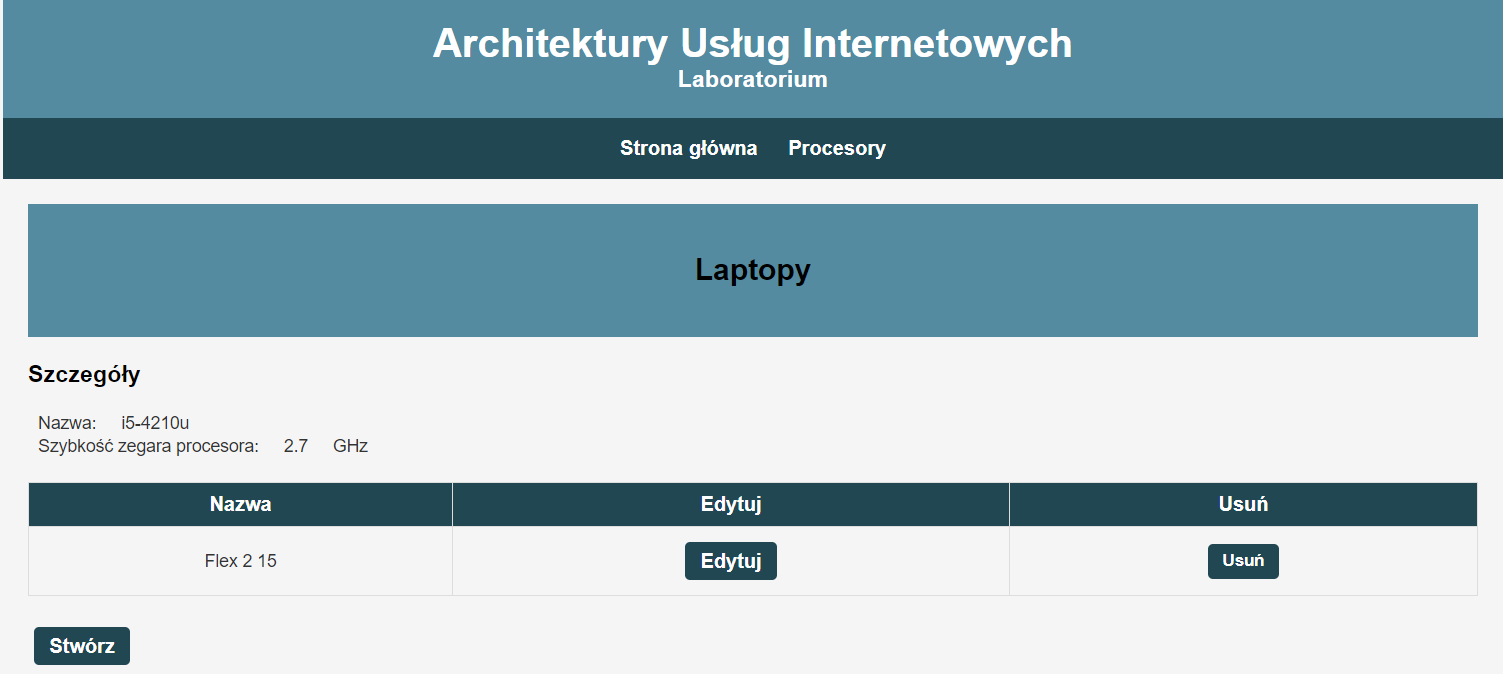 Architektury Usług Internetowych
Laboratorium
Strona główna Procesory
Laptopy
Szczegóły
Nazwa: i5-4210u
Szybkość zegara procesora: 2.7 GHz
Nazwa Edytuj Usuń
Flex 2 15 Edytuj Usuń
Stwórz